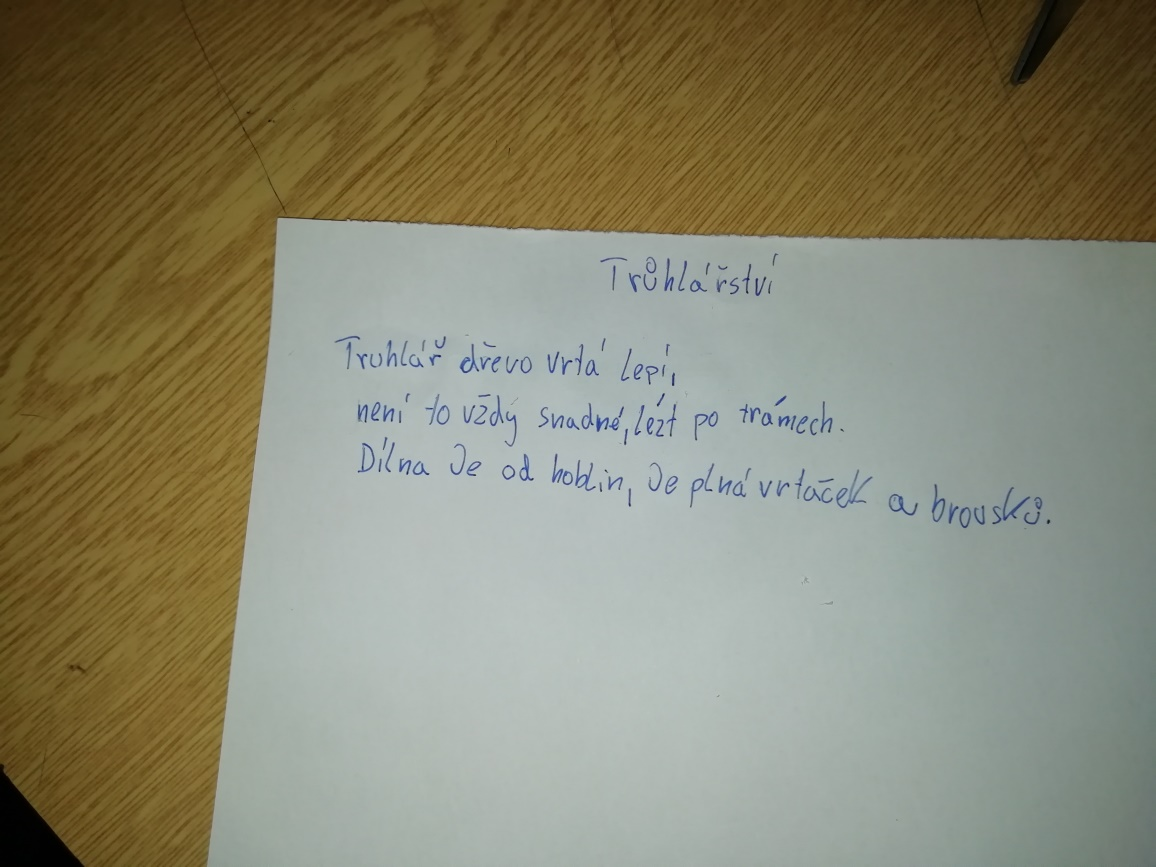 Trůhlářství
Truhlář dřevo vrtá lepí,
není to vždy snadné, lézt po trámech.
Dílna Je od hoblin, Je plná vrtaček a brousků.